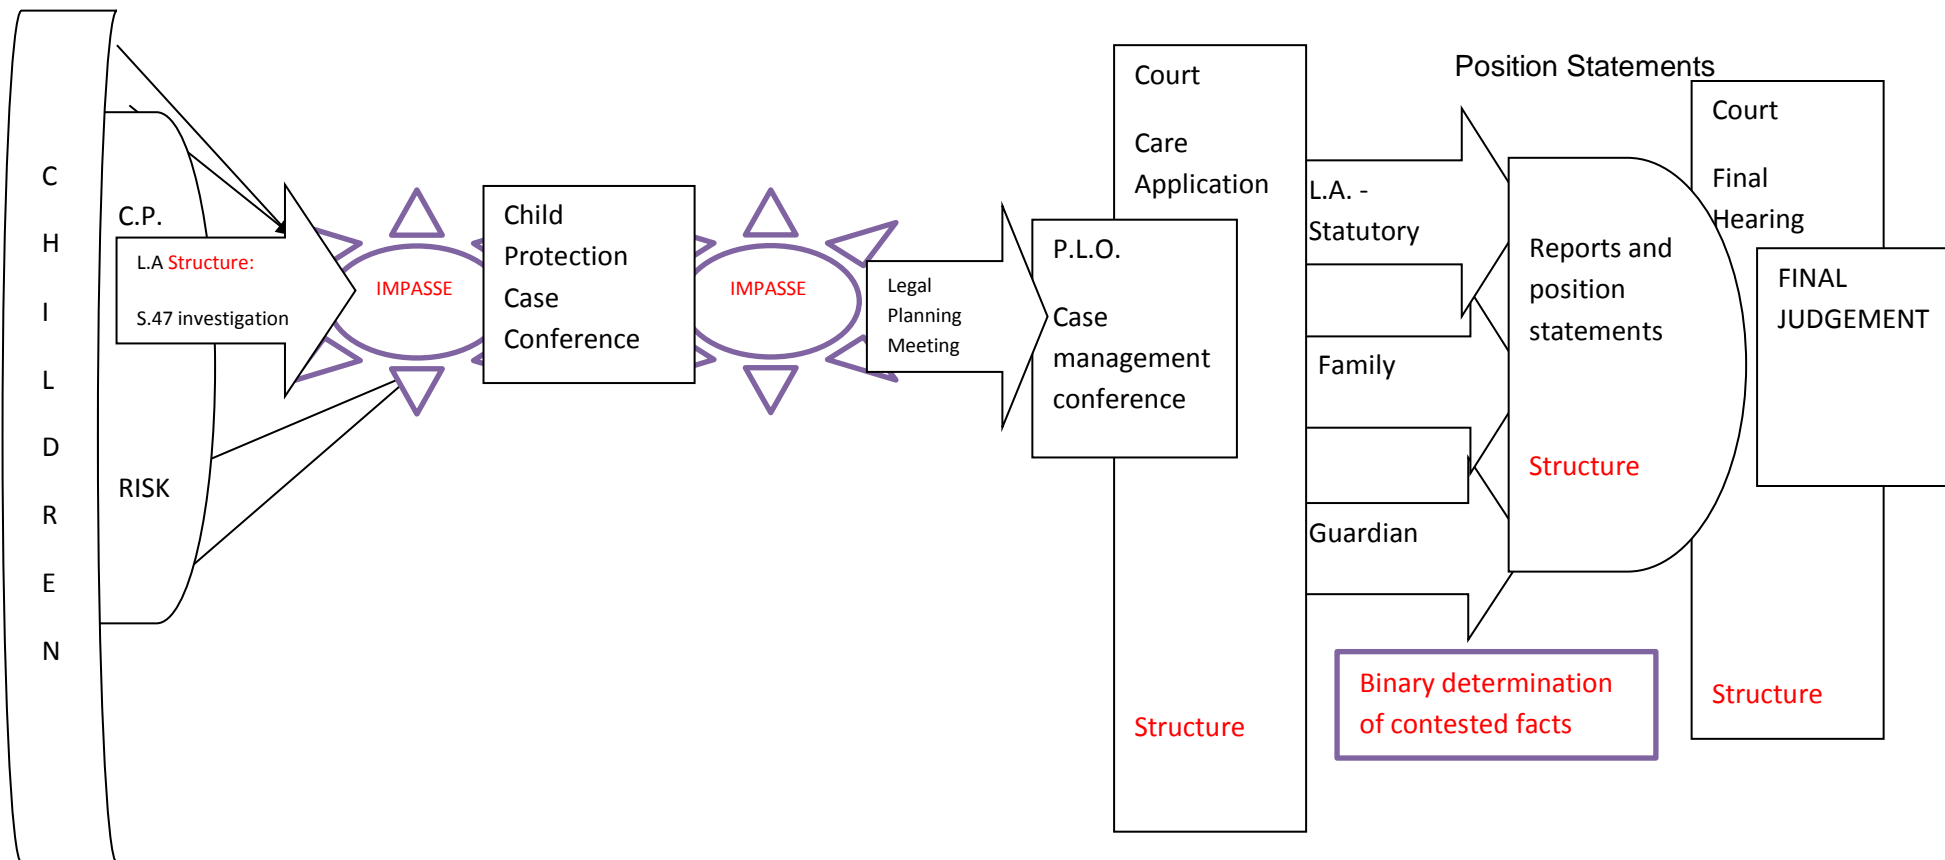 C
H
I
L
D
R
E
N
C.P.
L.A Structure:
S.47 investigation
RISK
IMPASSE
Child
Protection
Case
Conference
IMPASSE
Legal
Planning
Meeting
P.L.O.
Case
management
conference
Court
Care
Application
Structure
Position Statements
L.A. -
Statutory
Family
Guardian
Reports and
position
statements
Structure
Binary determination
of contested facts
Court
Final
Hearing
FINAL
JUDGEMENT
Structure